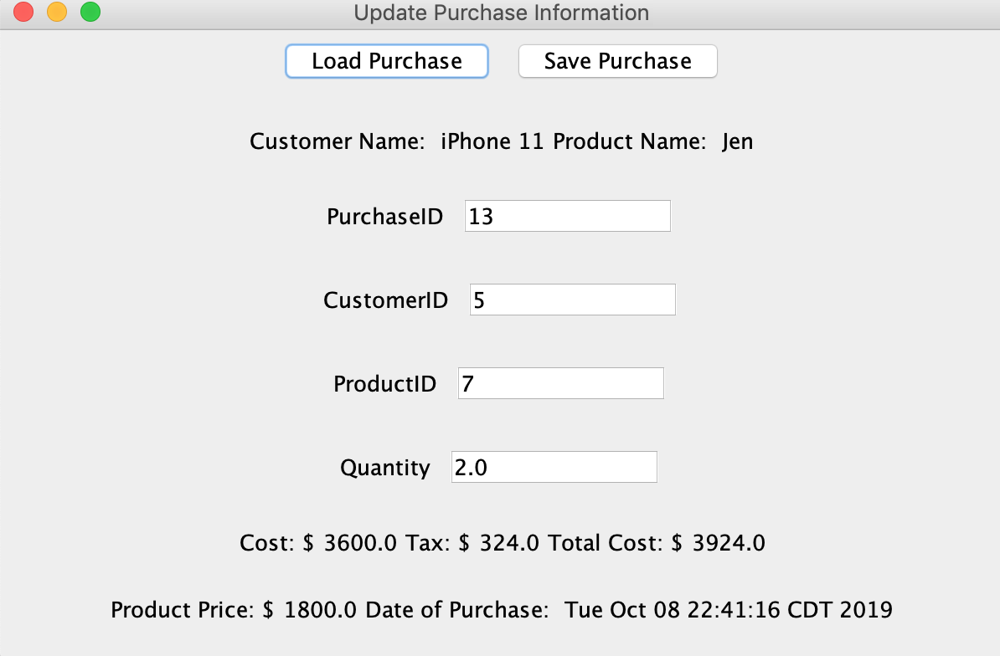 Update Purchase Information
Load Purchase Save Purchase
Customer Name: iPhone 11 Product Name: Jen
PurchaseID 13
CustomerID 5
ProductID 7
Quantity 2.0
Cost: $ 3600.0 Tax: $ 324.0 Total Cost: $ 3924.0
Product Price: $ 1800.0 Date of Purchase: Tue Oct 08 22:41:16 CDT 2019